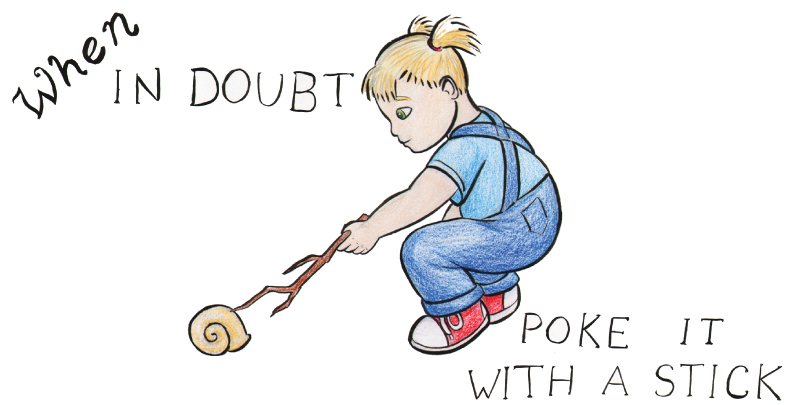 When
IN DOUBT
POKE IT
WITH A STICK